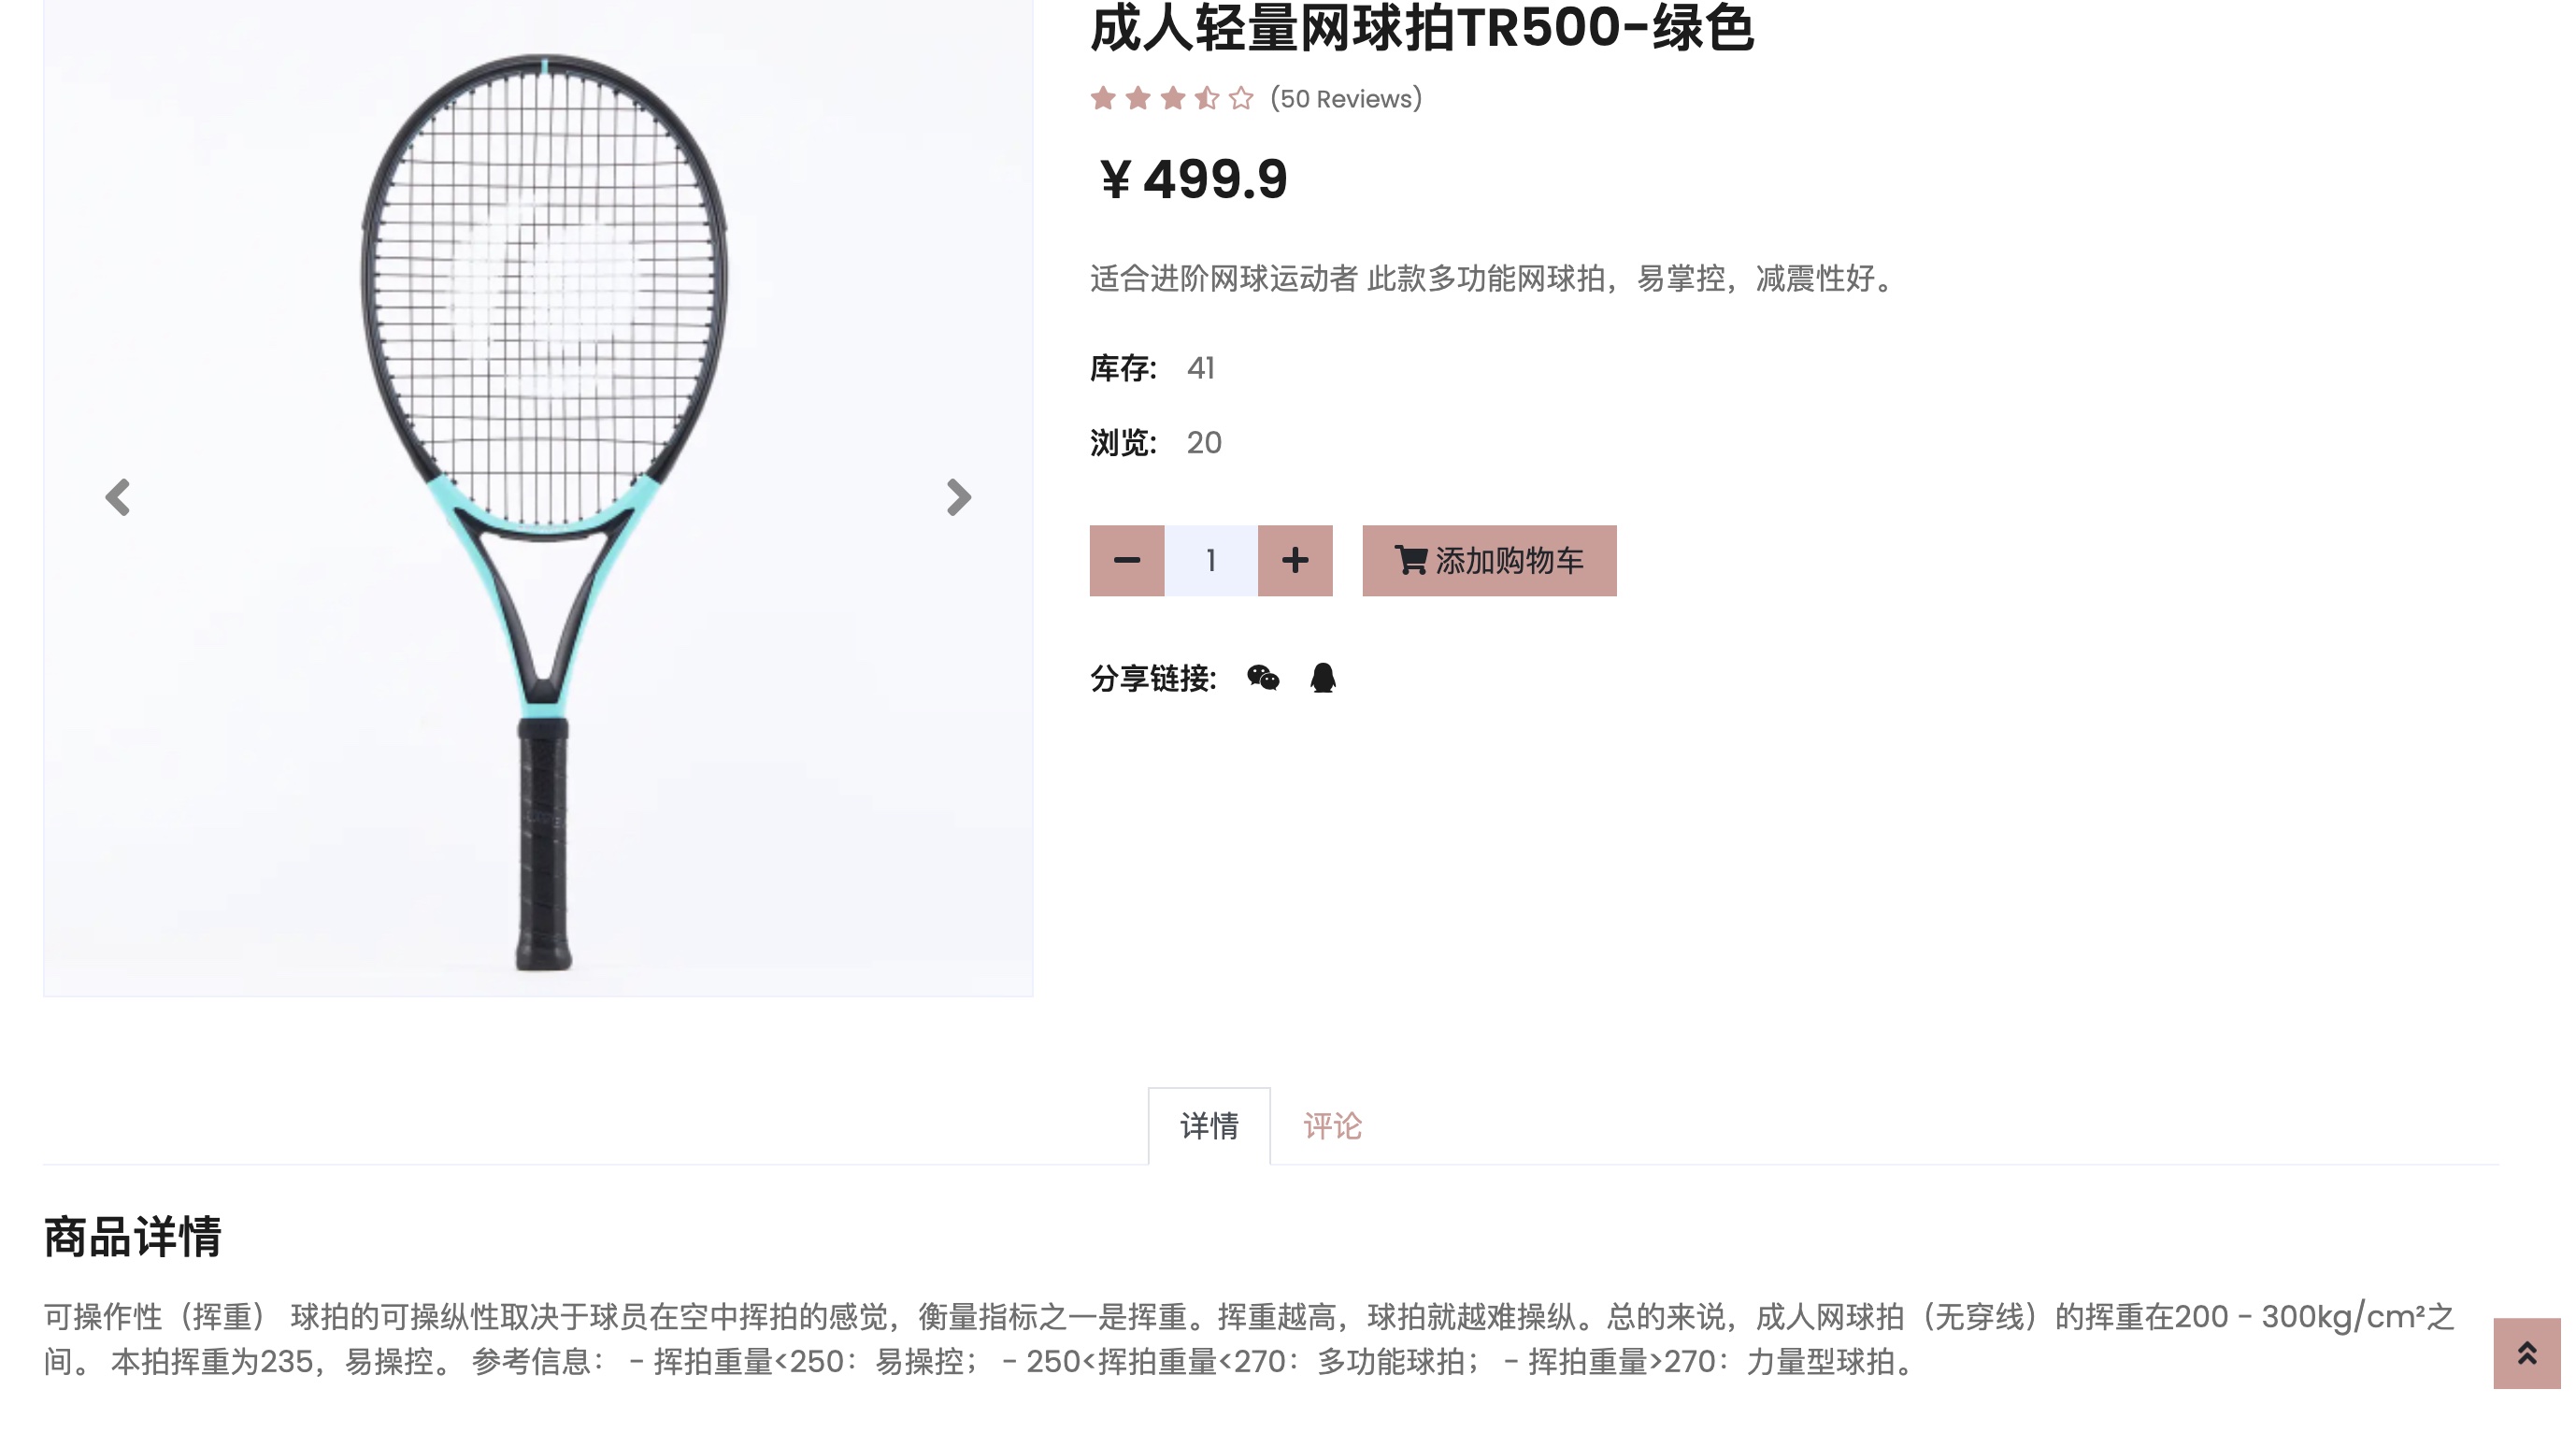 成人轻量网球拍TR500-绿色
(50 Reviews)
￥499.9
适合进阶网球运动者 此款多功能网球拍，易掌控，减震性好。
库存: 41
浏览: 20
1 添加购物车
分享链接:
详情 评论
商品详情
可操作性（挥重） 球拍的可操纵性取决于球员在空中挥拍的感觉，衡量指标之一是挥重。挥重越高，球拍就越难操纵。总的来说，成人网球拍（无穿线）的挥重在200 - 300kg/cm²之
间。 本拍挥重为235，易操控。 参考信息： - 挥拍重量<250：易操控； - 250<挥拍重量<270：多功能球拍； - 挥拍重量>270：力量型球拍。